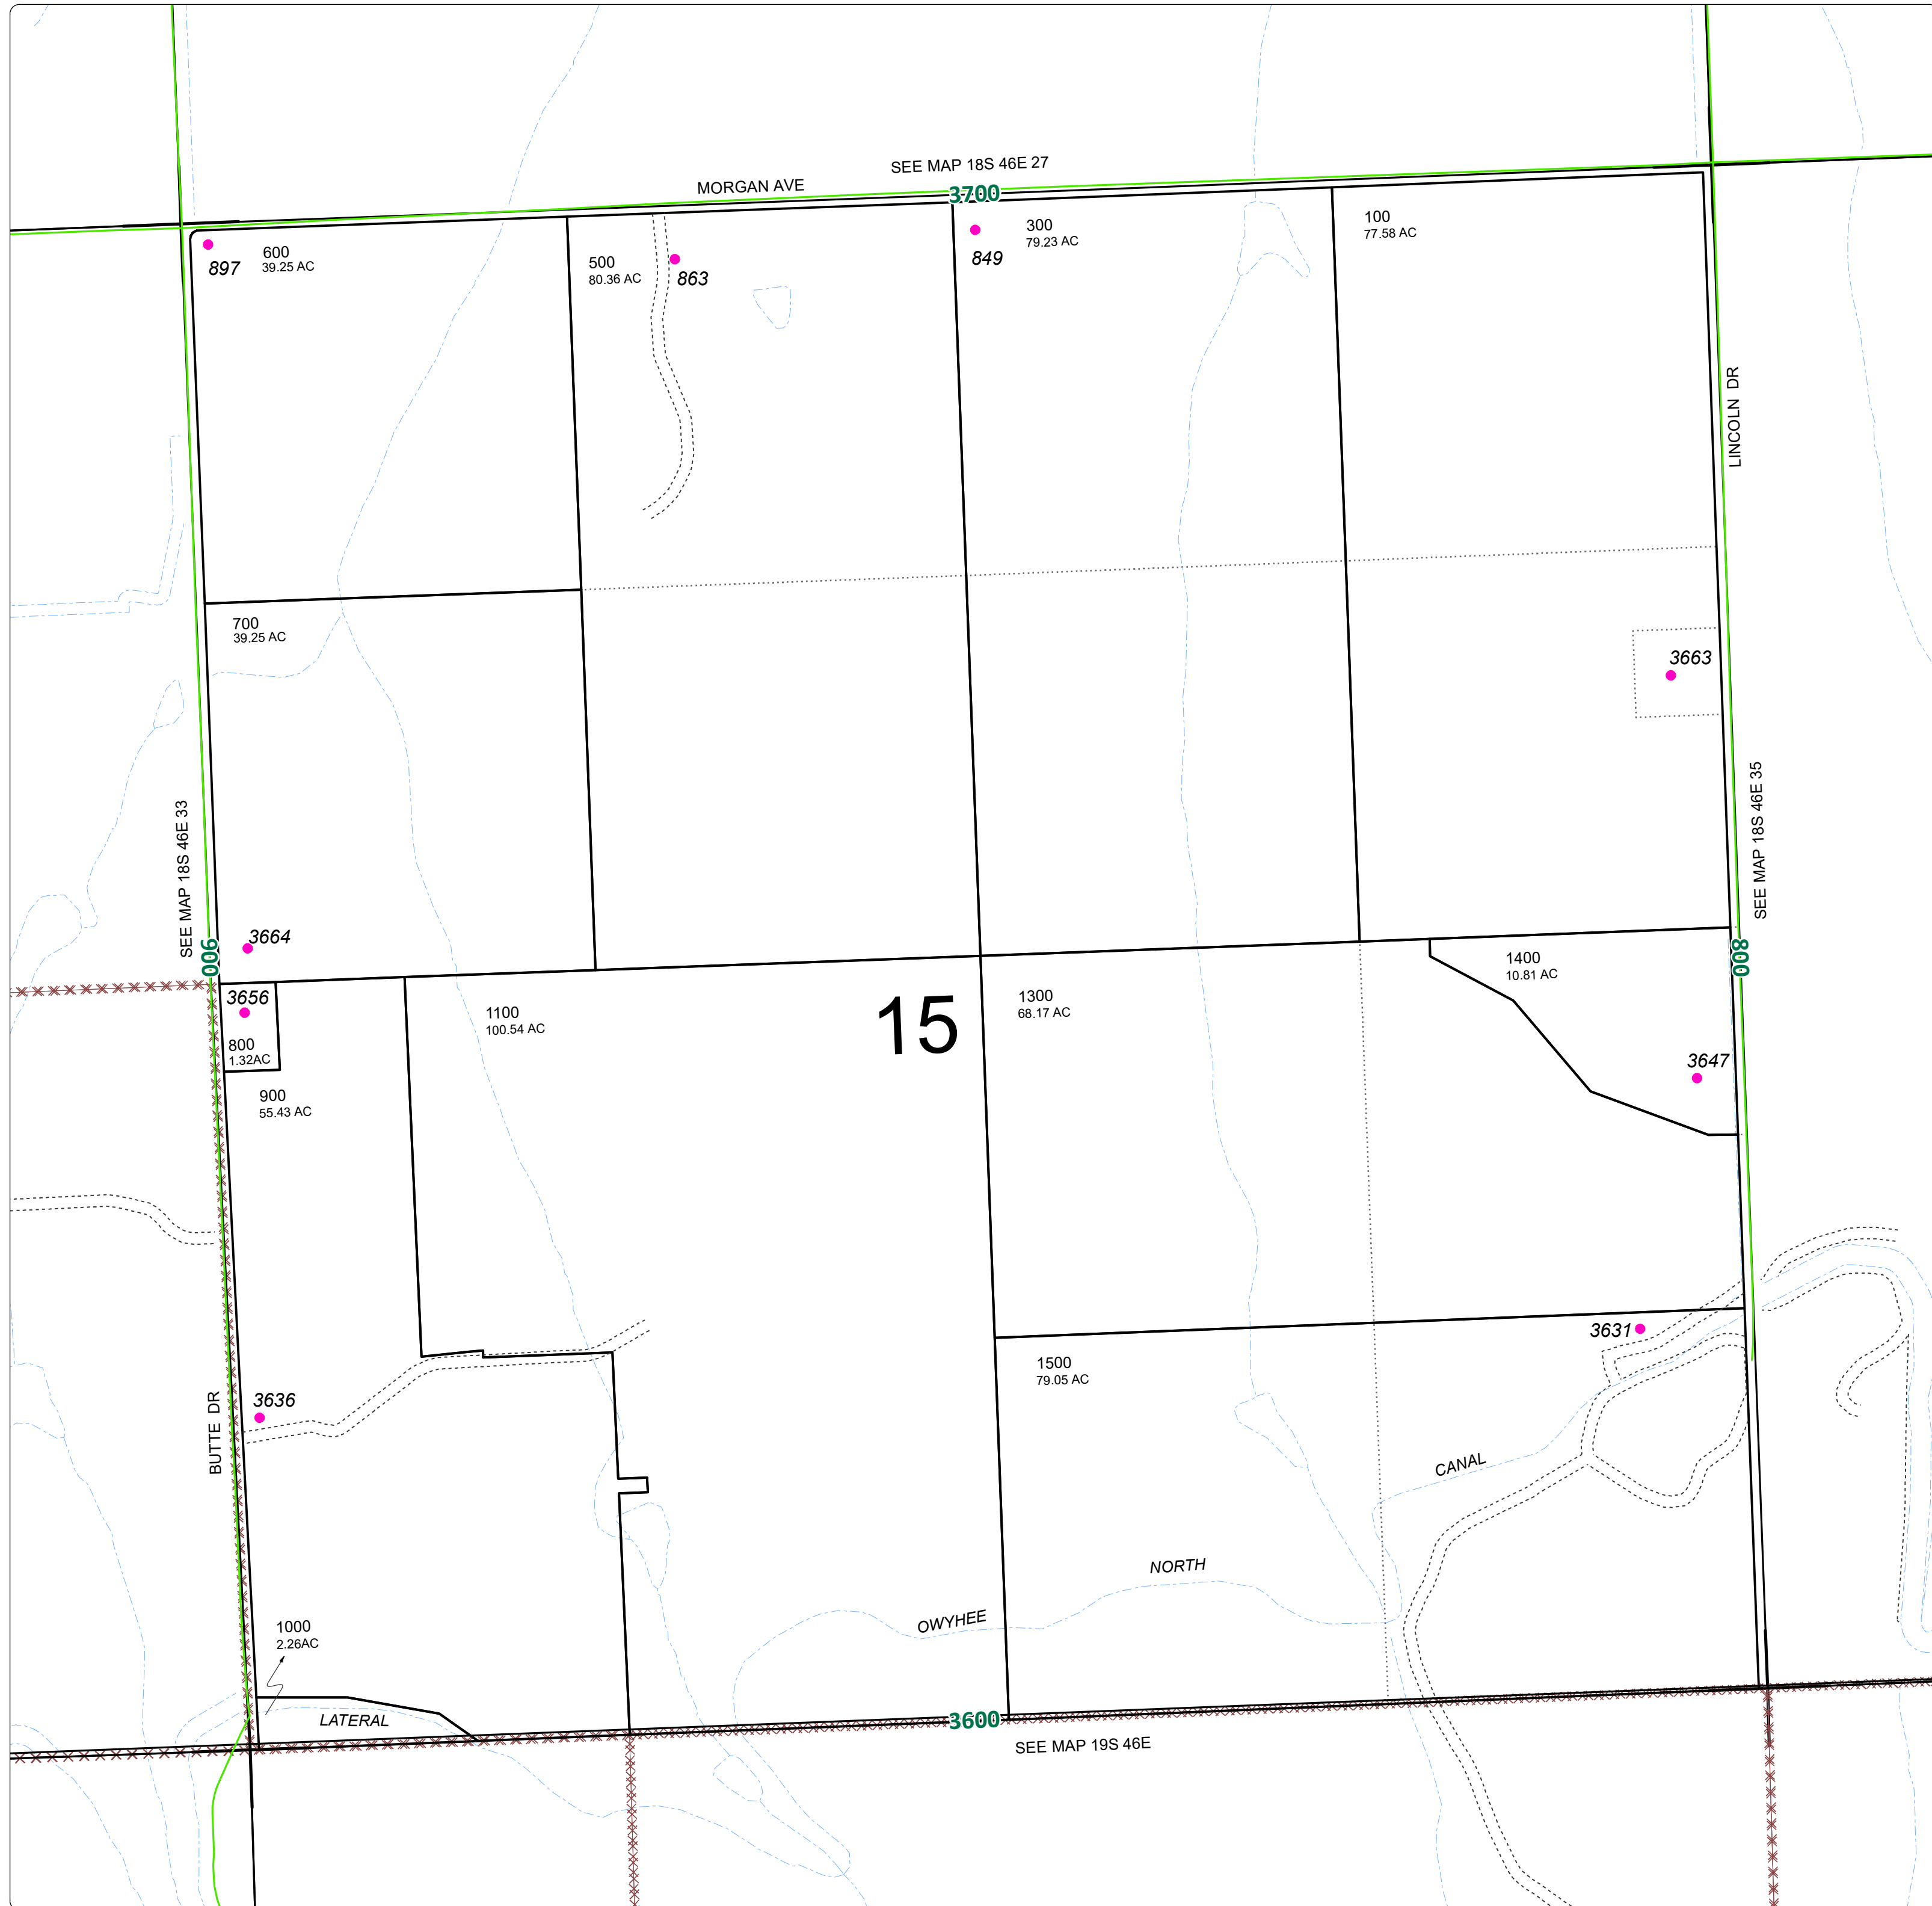 SEE MAP 18S 46E 27
MORGAN AVE
3700
897
600
39.25 AC
500
80.36 AC
863
849
300
79.23 AC
100
77.58 AC
LINCOLN DR
700
39.25 AC
3663
SEE MAP 18S 46E 33
SEE MAP 18S 46E 35
3664
900
3656
800
1.32AC
900
55.43 AC
1100
100.54 AC
15
1300
68.17 AC
1400
10.81 AC
800
3647
3631
1500
79.05 AC
BUTTE DR
3636
CANAL
NORTH
OWYHEE
1000
2.26AC
LATERAL
3600
SEE MAP 19S 46E